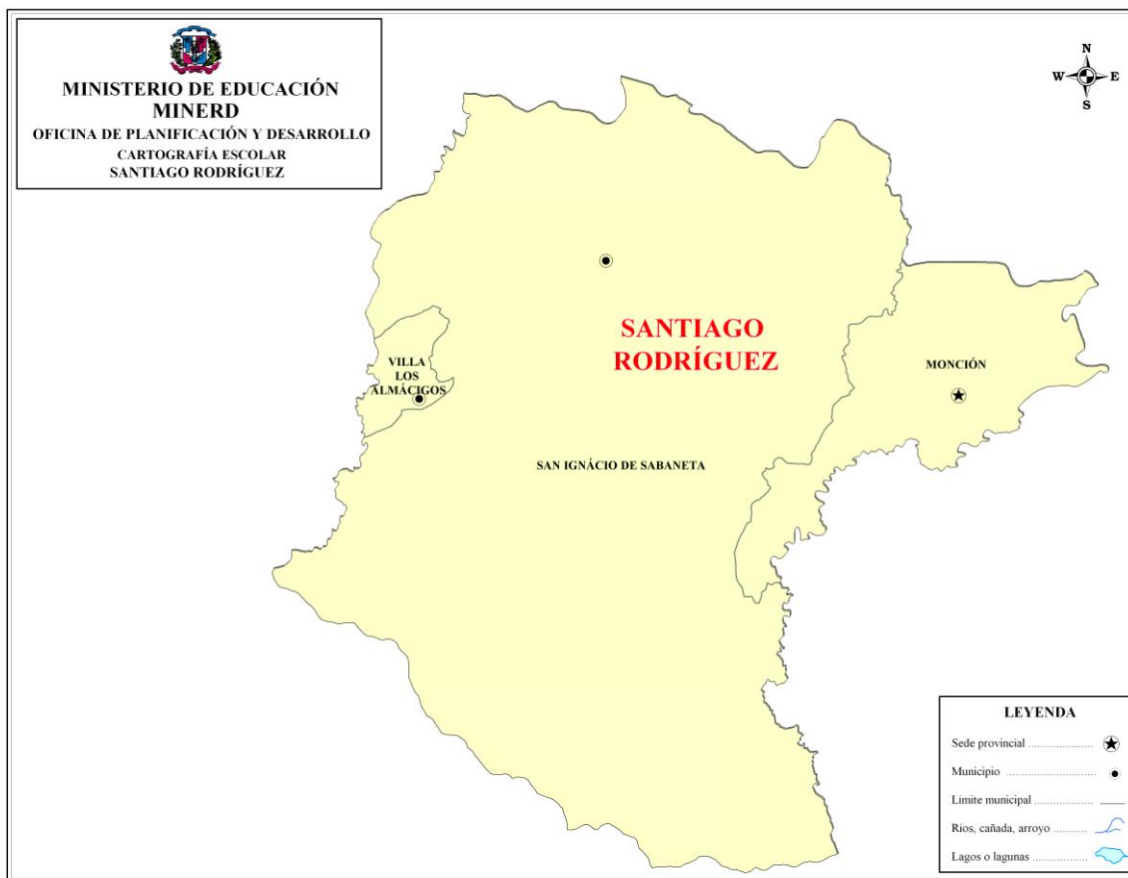 MINISTERIO DE EDUCACIÓN
MINERD
OFICINA DE PLANIFICACIÓN Y DESARROLLO
CARTOGRAFÍA ESCOLAR
SANTIAGO RODRÍGUEZ
N
W E
S
SANTIAGO
RODRÍGUEZ
VILLA
LOS
ALMÁCIGOS
MONCIÓN
SAN IGNÁCIO DE SABANETA
LEYENDA
Sede provincial ....................
Municipio ............................
Limite municipal ..................
Rios, cañada, arroyo ..........
Lagos o lagunas .................